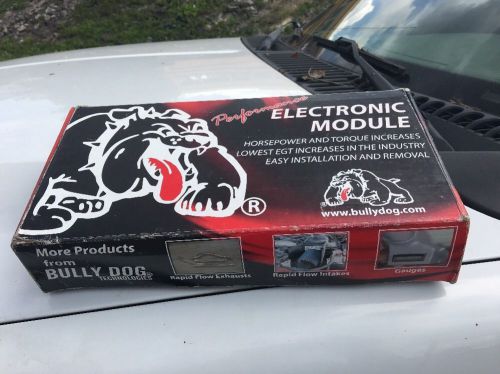 Performance
ELECTRONIC
MODULE
HORSEPOWER AND TORQUE INCREASES
LOWEST EGT INCREASES IN THE INDUSTRY
EASY INSTALLATION AND REMOVAL
®
www.bullydog.com
More Products
from
BULLY DOG®
TECHNOLOGIES
Rapid Flow Exhausts
Rapid Flow Intakes
Gauges